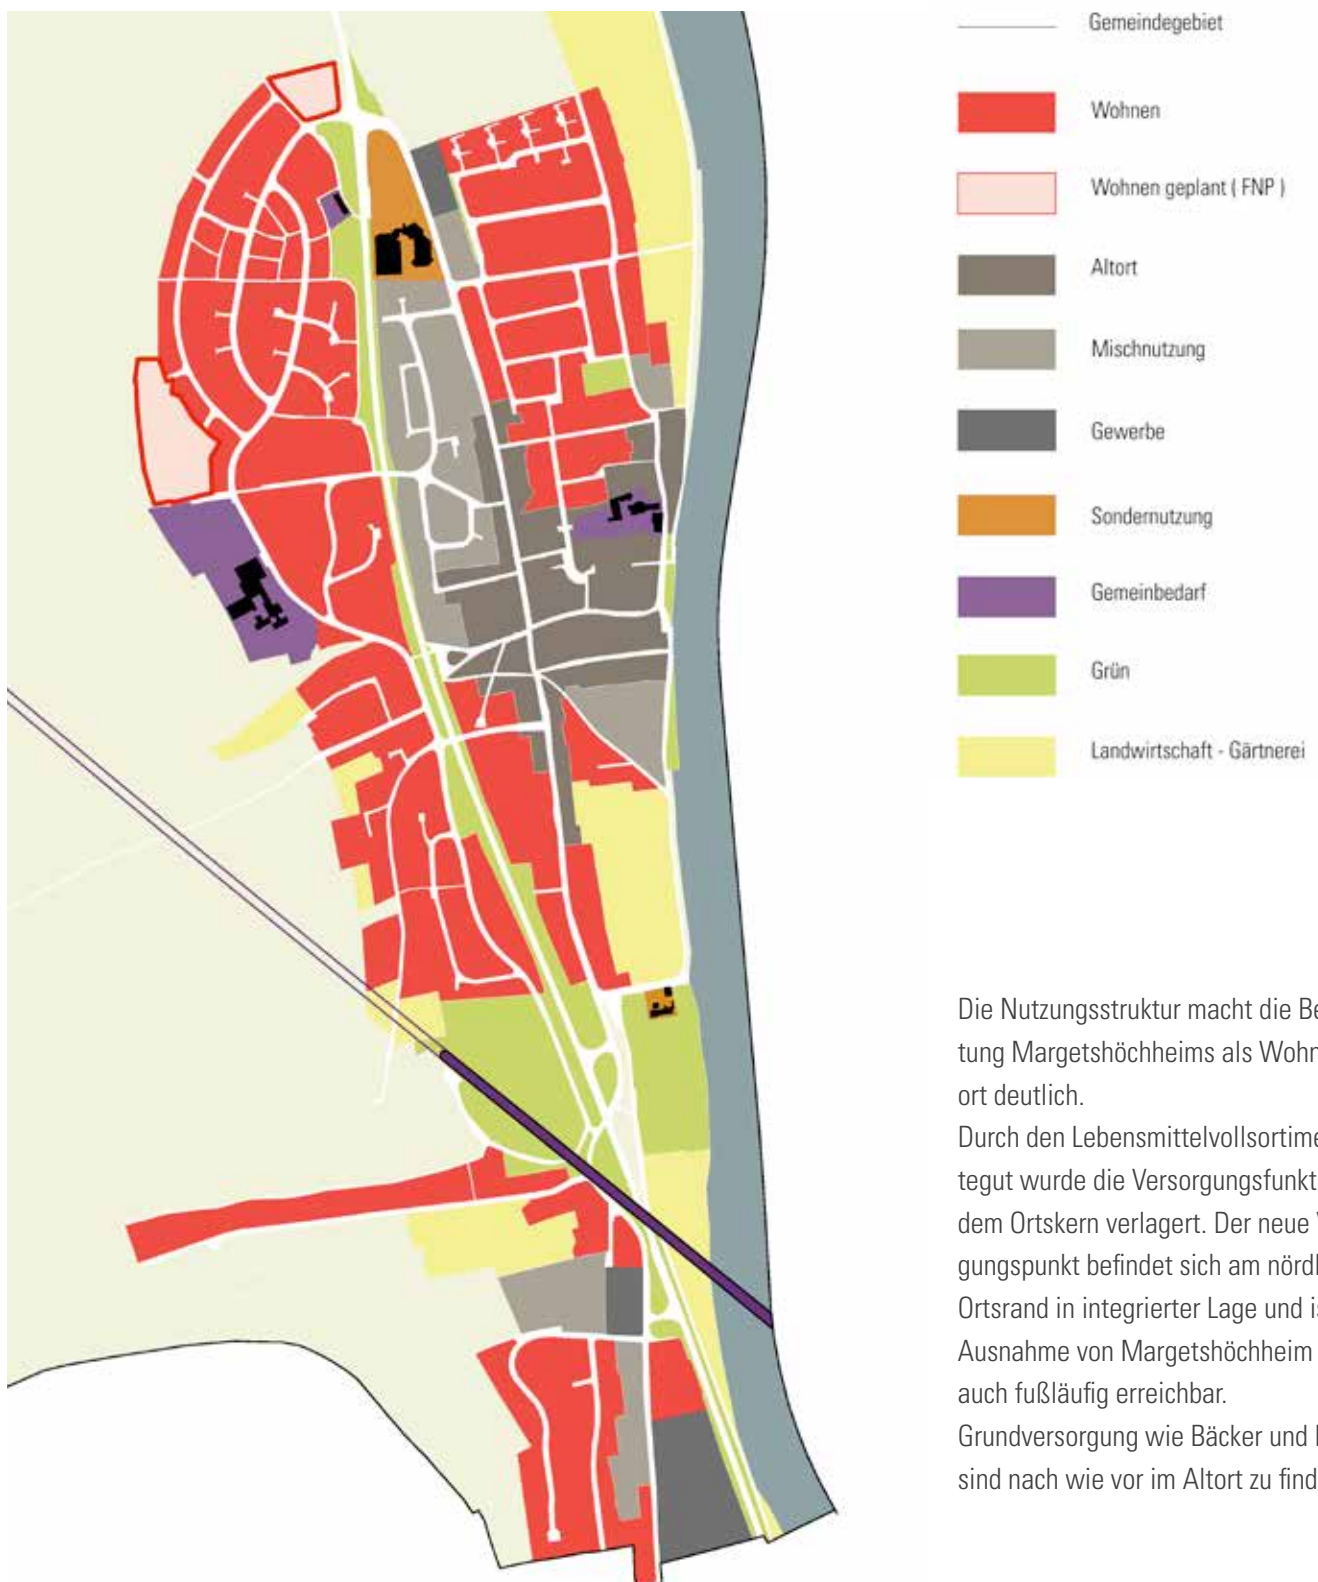 Gemeindegebiet
Wohnen
Wohnen geplant ( FNP )
Altort
Mischnutzung
Gewerbe
Sondernutzung
Gemeinbedarf
Grün
Landwirtschaft - Gärtnerei
Die Nutzungsstruktur macht die Be
tung Margetshöchheims als Wohn
ort deutlich.
Durch den Lebensmittelvollsortime
tegut wurde die Versorgungsfunkt
dem Ortskern verlagert. Der neue
gungspunkt befindet sich am nördl
Ortsrand in integrierter Lage und is
Ausnahme von Margetshöchheim
auch fußläufig erreichbar.
Grundversorgung wie Bäcker und
sind nach wie vor im Altort zu find